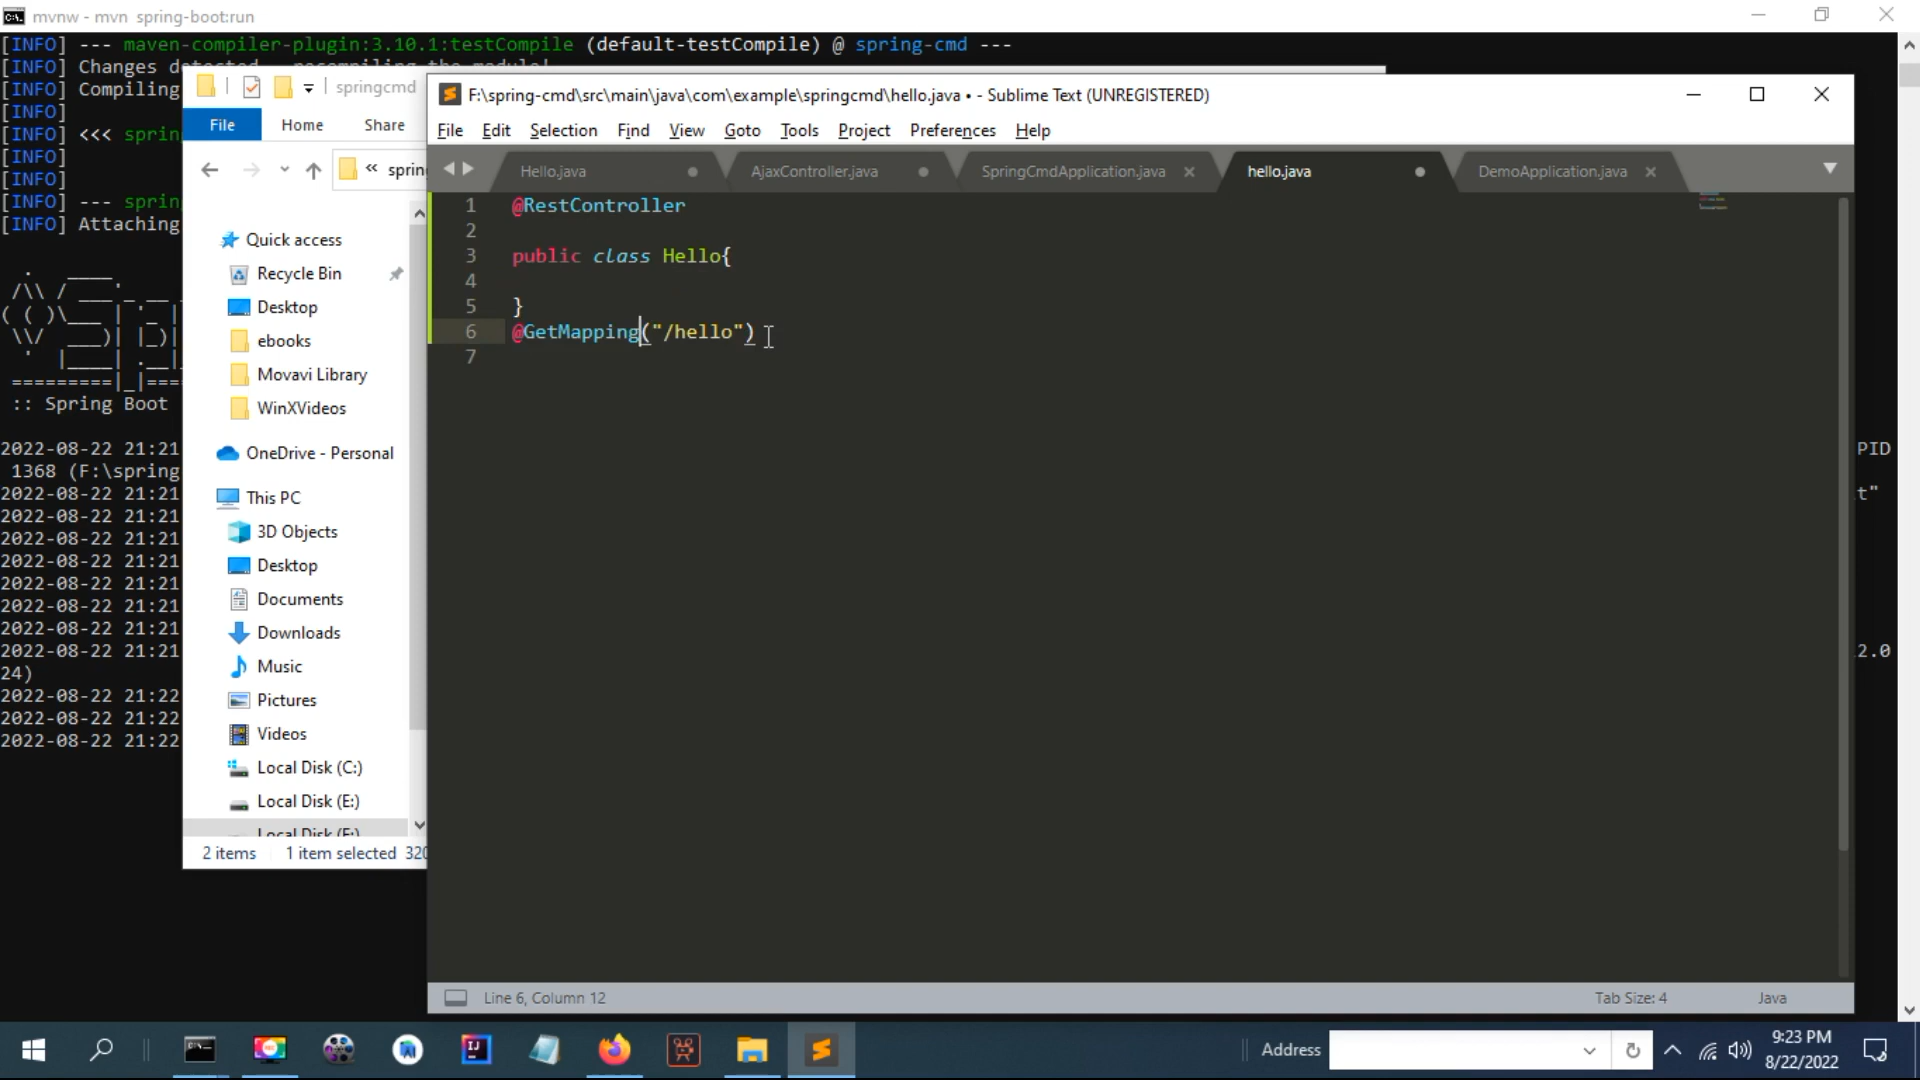 mvnw - mvn  spring-boot:run
[INFO] --- maven-compiler-plugin:3.10.1:testCompile (default-testCompile) @ spring-cmd ---
[INFO] Changes detected - recompiling the module!
[INFO] Compiling
[INFO]
[INFO] <<< spring
[INFO]
[INFO]
[INFO] --- spring
[INFO] Attaching
:: Spring Boot
2022-08-22 21:21 PID
1368 (F:\spring
2022-08-22 21:21 t"
2022-08-22 21:21
2022-08-22 21:21
2022-08-22 21:21
2022-08-22 21:21
2022-08-22 21:21
2022-08-22 21:21
2022-08-22 21:21 2.0
24)
2022-08-22 21:22
2022-08-22 21:22
2022-08-22 21:22
springcmd
File Home Share
« sprin
Quick access
Recycle Bin
Desktop
ebooks
Movavi Library
WinXVideos
OneDrive - Personal
This PC
3D Objects
Desktop
Documents
Downloads
Music
Pictures
Videos
Local Disk (C:)
Local Disk (E:)
Local Disk (F:)
2 items 1 item selected 320
F:\spring-cmd\src\main\java\com\example\springcmd\hello.java • - Sublime Text (UNREGISTERED)
File Edit Selection Find View Goto Tools Project Preferences Help
Hello.java AjaxController.java SpringCmdApplication.java hello.java DemoApplication.java
1 @RestController
2
3 public class Hello{
4
5 }
6 @GetMapping("/hello")
7
Line 6, Column 12 Tab Size: 4 Java
Address
9:23 PM
8/22/2022